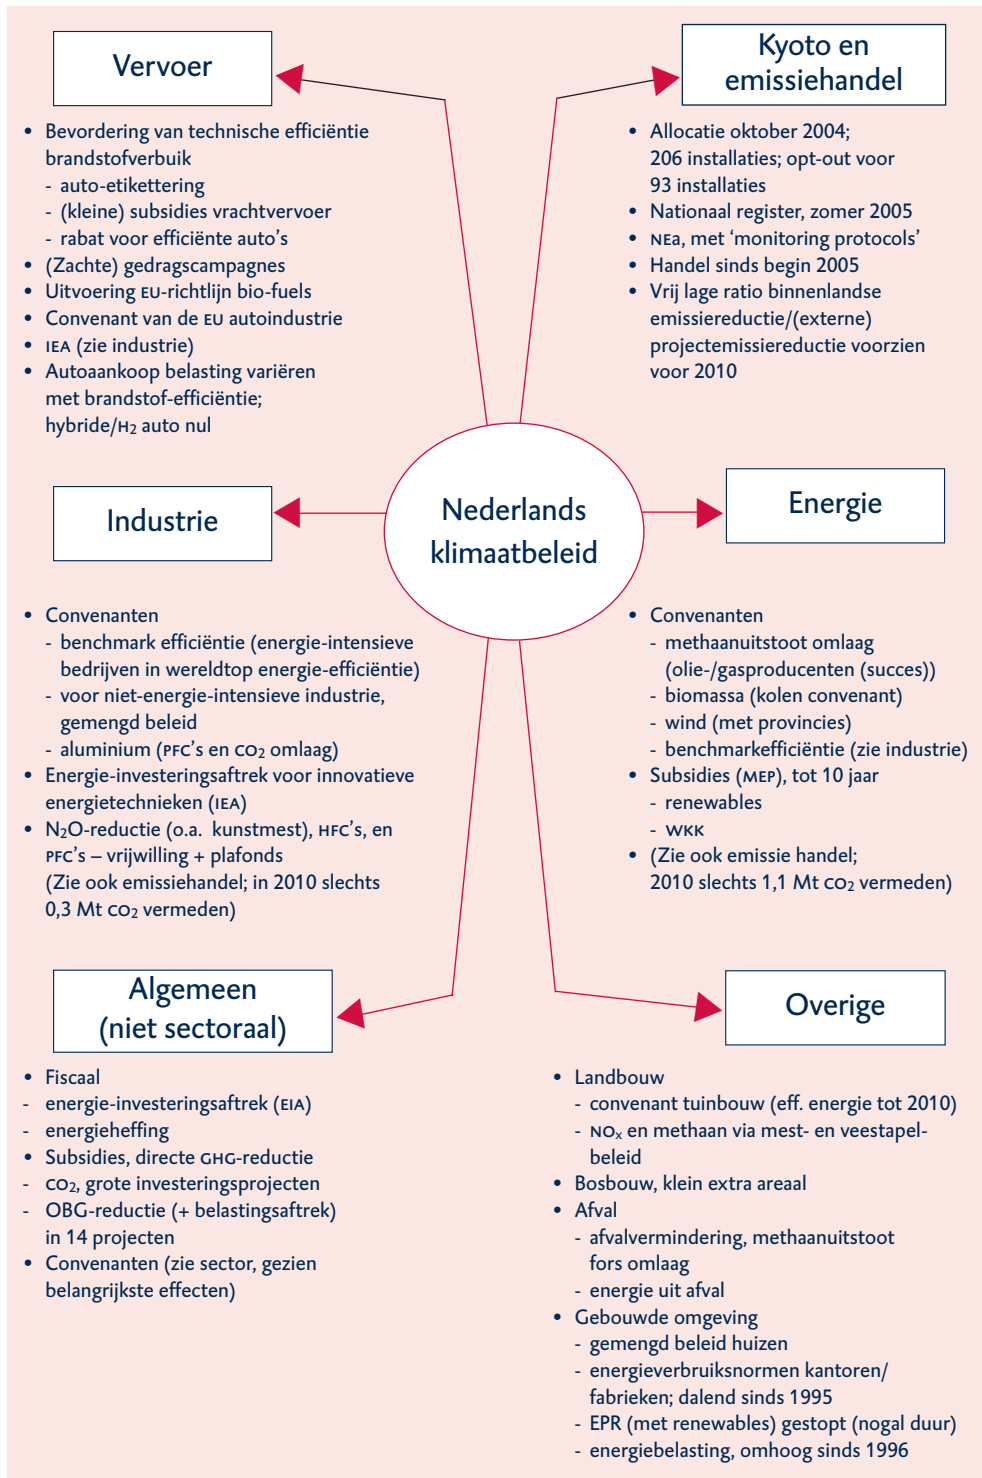 Vervoer
• Bevordering van technische efficiëntie
brandstofverbuik
- auto-etikettering
- (kleine) subsidies vrachtvervoer
- rabat voor efficiënte auto's
• (Zachte) gedragscampagnes
• Uitvoering EU-richtlijn bio-fuels
• Convenant van de EU autoindustrie
• IEA (zie industrie)
• Autoaankoop belasting variëren
met brandstof-efficiëntie;
hybride/H₂ auto nul
Kyoto en
emissiehandel
• Allocatie oktober 2004;
206 installaties; opt-out voor
93 installaties
• Nationaal register, zomer 2005
• NEa, met 'monitoring protocols'
• Handel sinds begin 2005
• Vrij lage ratio binnenlandse
emissiereductie/(externe)
projectemissiereductie voorzien
voor 2010
Nederlands
klimaatbeleid
Industrie
• Convenanten
- benchmark efficiëntie (energie-intensieve
bedrijven in wereldtop energie-efficiëntie)
- voor niet-energie-intensieve industrie,
gemengd beleid
- aluminium (PFC's en CO₂ omlaag)
• Energie-investeringsaftrek voor innovatieve
energietechnieken (IEA)
• N₂O-reductie (o.a. kunstmest), HFC's, en
PFC's – vrijwilling + plafonds
(Zie ook emissiehandel; in 2010 slechts
0,3 Mt CO₂ vermeden)
Energie
• Convenanten
- methaanuitstoot omlaag
(olie-/gasproducenten (succes))
- biomassa (kolen convenant)
- wind (met provincies)
- benchmarkefficiëntie (zie industrie)
• Subsidies (MEP), tot 10 jaar
- renewables
- WKK
• (Zie ook emissie handel;
2010 slechts 1,1 Mt CO₂ vermeden)
Algemeen
(niet sectoraal)
• Fiscaal
- energie-investeringsaftrek (EIA)
- energieheffing
• Subsidies, directe GHG-reductie
- CO₂, grote investeringsprojecten
- OBG-reductie (+ belastingsaftrek)
in 14 projecten
• Convenanten (zie sector, gezien
belangrijkste effecten)
Overige
• Landbouw
- convenant tuinbouw (eff. energie tot 2010)
- NOₓ en methaan via mest- en veestapel-
beleid
• Bosbouw, klein extra areaal
• Afval
- afvalvermindering, methaanuitstoot
fors omlaag
- energie uit afval
• Gebouwde omgeving
- gemengd beleid huizen
- energieverbruiksnormen kantoren/
fabrieken; dalend sinds 1995
- EPR (met renewables) gestopt (nogal duur)
- energiebelasting, omhoog sinds 1996